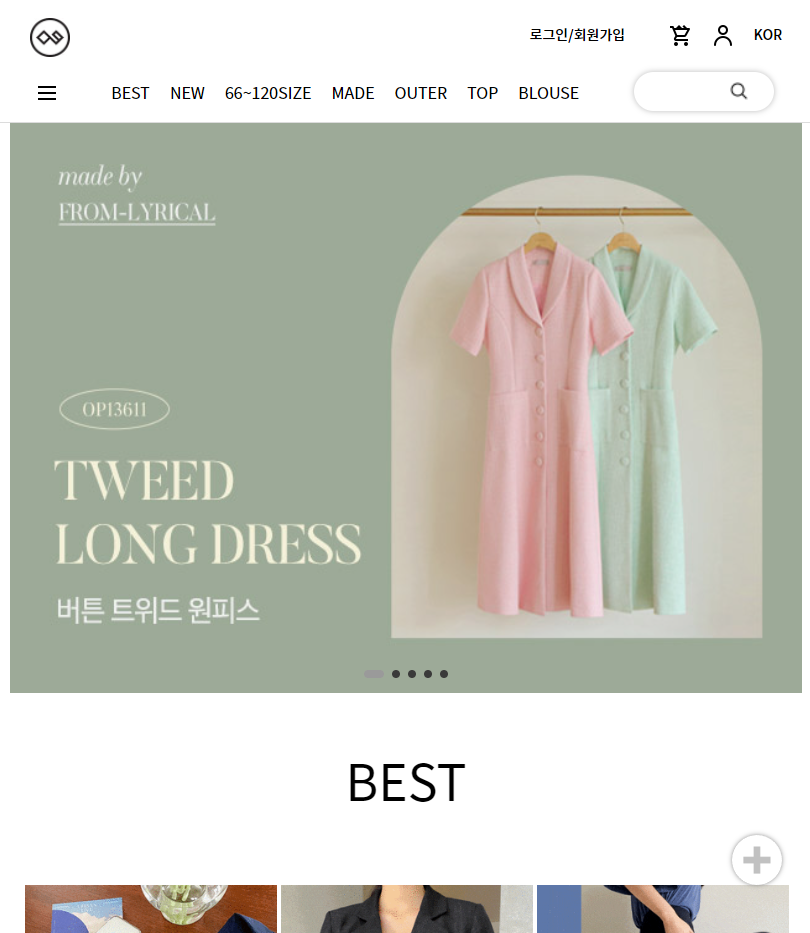 로그인/회원가입
KOR
BEST
NEW
66~120SIZE
MADE
OUTER
TOP
BLOUSE
made by
FROM-LYRICAL
OP13611
TWEED
LONG DRESS
버튼 트위드 원피스
BEST